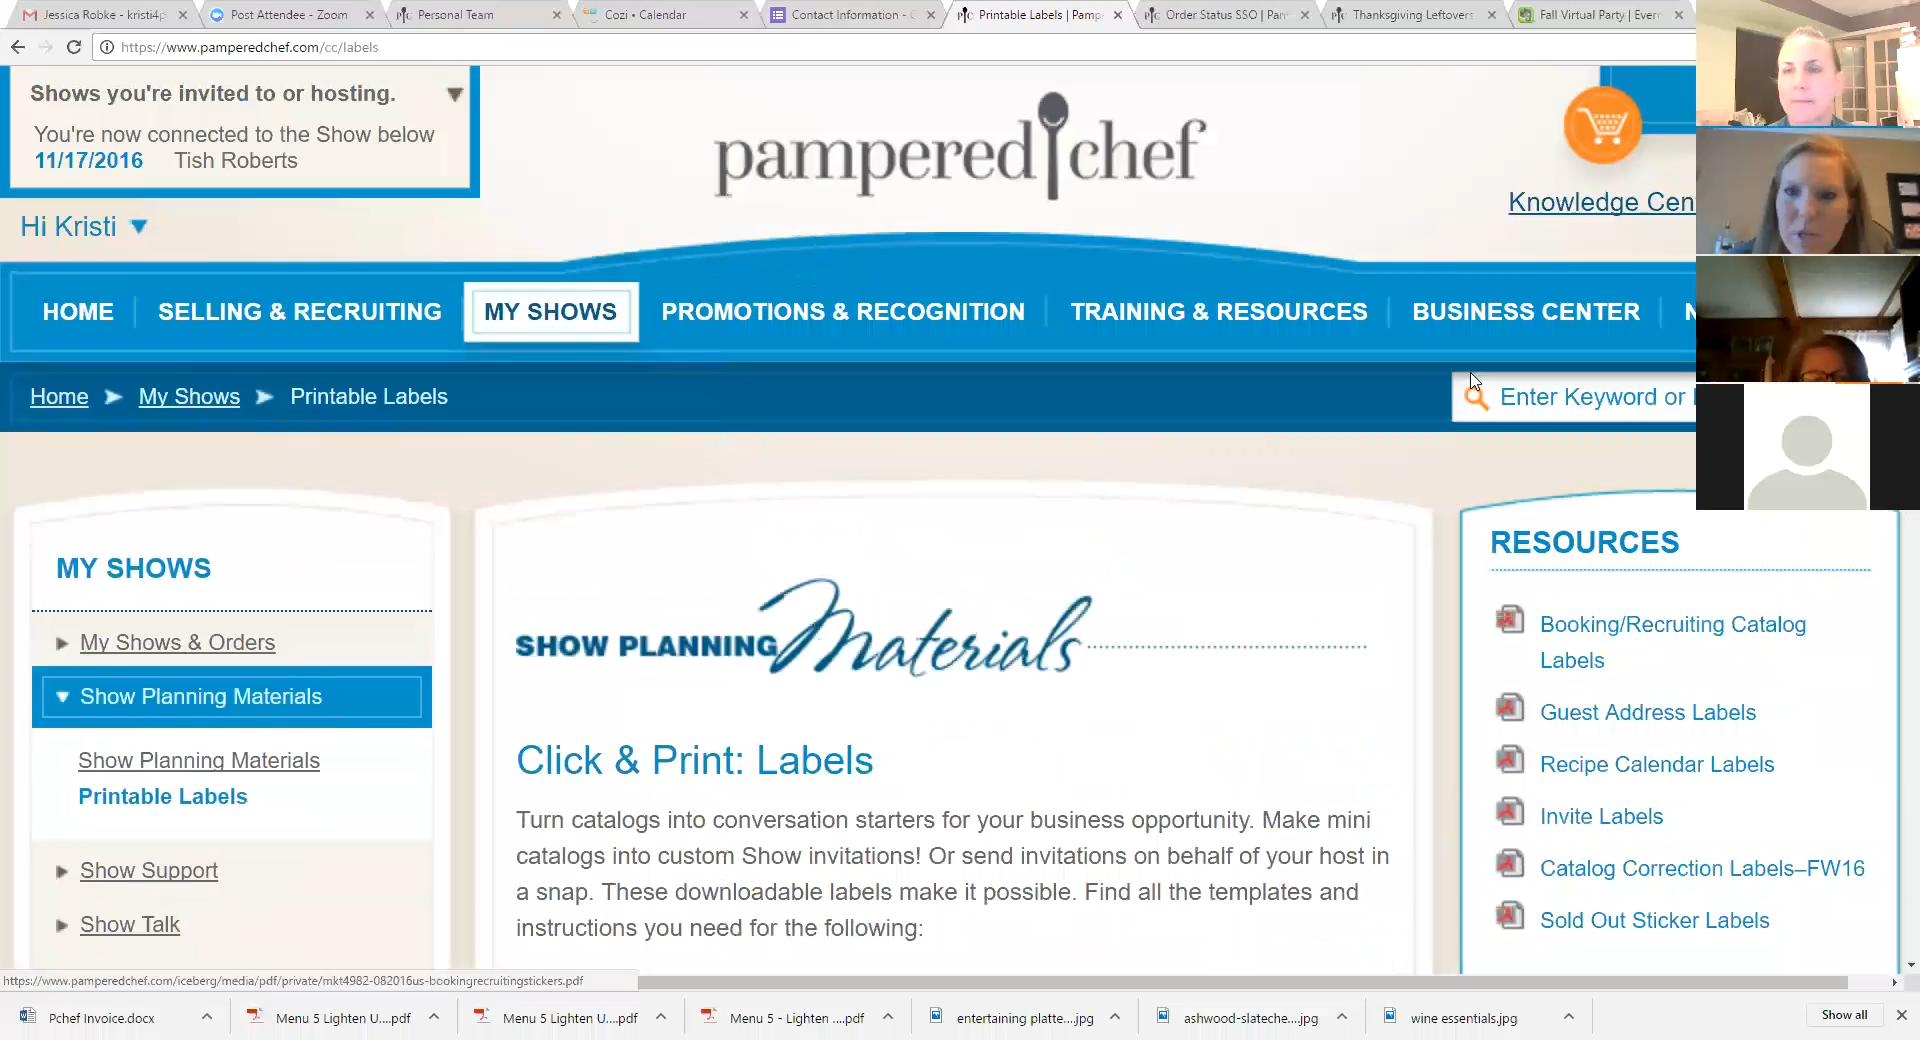 Jessica Robke - kristi4p
Post Attendee - Zoom
Personal Team
Cozi • Calendar
Contact Information - G
Printable Labels | Pamp
Order Status SSO | Pam
Thanksgiving Leftovers
Fall Virtual Party | Ever
https://www.pamperedchef.com/cc/labels
Shows you're invited to or hosting.
You're now connected to the Show below
11/17/2016 Tish Roberts
Hi Kristi
pampered chef
Knowledge Cen
HOME
SELLING & RECRUITING
MY SHOWS
PROMOTIONS & RECOGNITION
TRAINING & RESOURCES
BUSINESS CENTER
Home
My Shows
Printable Labels
Enter Keyword or
MY SHOWS
My Shows & Orders
Show Planning Materials
Show Planning Materials
Printable Labels
Show Support
Show Talk
SHOW PLANNING Materials
Click & Print: Labels
Turn catalogs into conversation starters for your business opportunity. Make mini
catalogs into custom Show invitations! Or send invitations on behalf of your host in
a snap. These downloadable labels make it possible. Find all the templates and
instructions you need for the following:
RESOURCES
Booking/Recruiting Catalog
Labels
Guest Address Labels
Recipe Calendar Labels
Invite Labels
Catalog Correction Labels–FW16
Sold Out Sticker Labels
https://www.pamperedchef.com/iceberg/media/pdf/private/mkt4982-082016us-bookingrecruitingstickers.pdf
Pchef Invoice.docx
Menu 5 Lighten U....pdf
Menu 5 Lighten U....pdf
Menu 5 - Lighten ....pdf
entertaining platte....jpg
ashwood-slateche....jpg
wine essentials.jpg
Show all